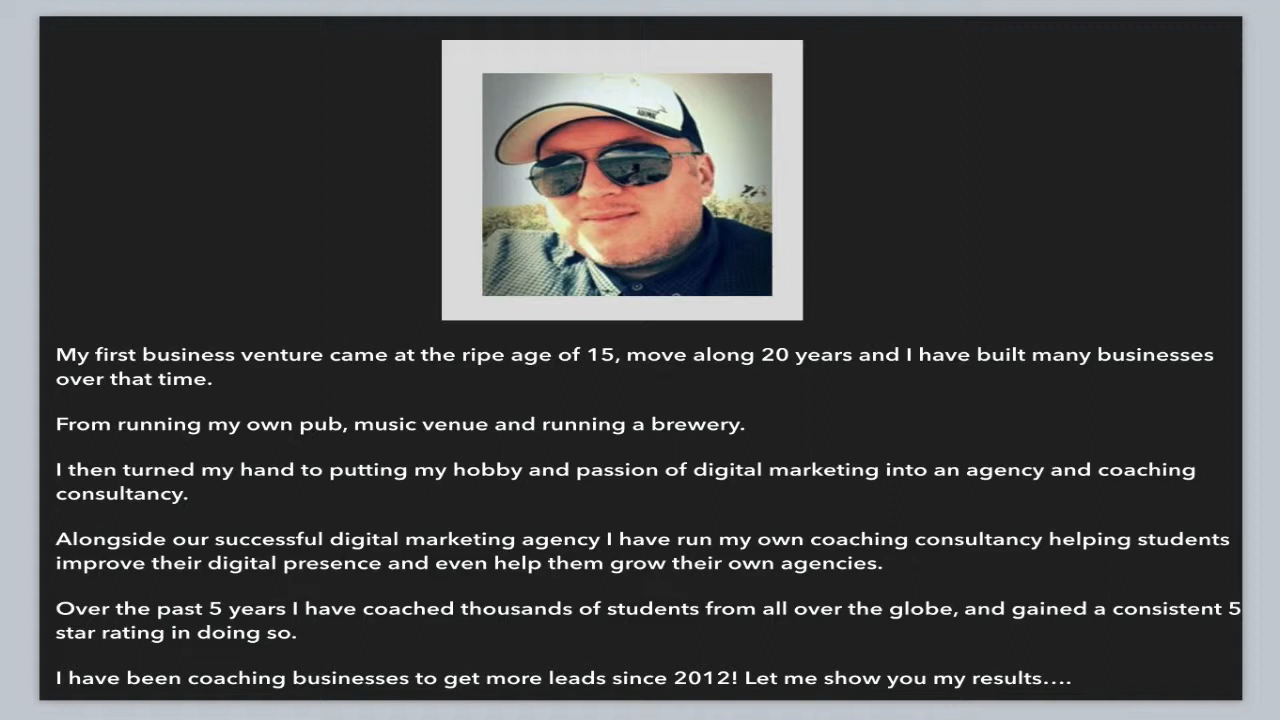 My first business venture came at the ripe age of 15, move along 20 years and I have built many businesses
over that time.
From running my own pub, music venue and running a brewery.
I then turned my hand to putting my hobby and passion of digital marketing into an agency and coaching
consultancy.
Alongside our successful digital marketing agency I have run my own coaching consultancy helping students
improve their digital presence and even help them grow their own agencies.
Over the past 5 years I have coached thousands of students from all over the globe, and gained a consistent 5
star rating in doing so.
I have been coaching businesses to get more leads since 2012! Let me show you my results....